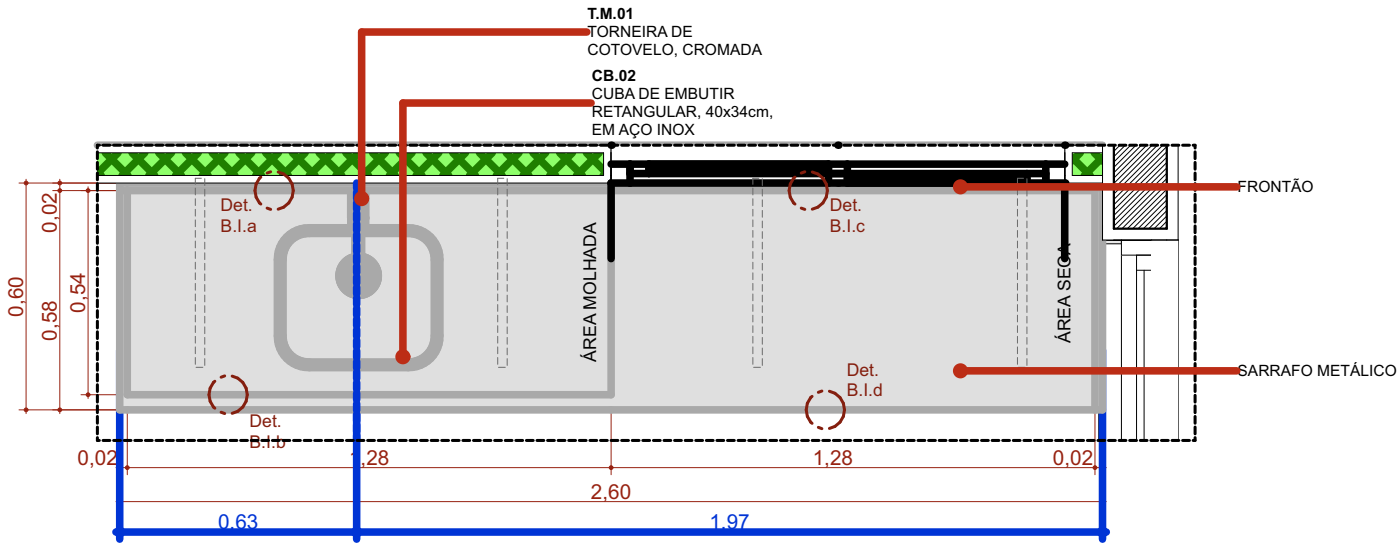 T.M.01
TORNEIRA DE
COTOVELO, CROMADA
CB.02
CUBA DE EMBUTIR
RETANGULAR, 40x34cm,
EM AÇO INOX
FRONTÃO
Det.
B.I.a
Det.
B.I.c
0,02
0,60
0,58
0,54
ÁREA MOLHADA
ÁREA SECA
Det.
B.I.d
SARRAFO METÁLICO
Det.
B.I.b
0,02
1,28
1,28
0,02
2,60
0,63
1,97